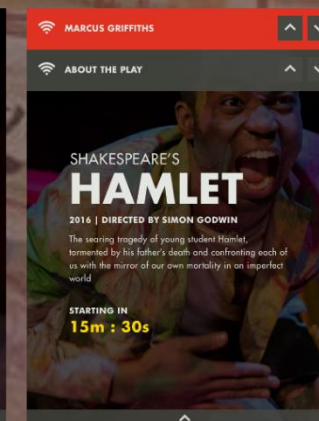 MARCUS GRIFFITHS
ABOUT THE PLAY
SHAKESPEARE'S
HAMLET
2016 | DIRECTED BY SIMON GODWIN
The searing tragedy of young student Hamlet,
tormented by his father's death and confronting each of
us with the mirror of our own mortality in an imperfect
world
STARTING IN
15m : 30s